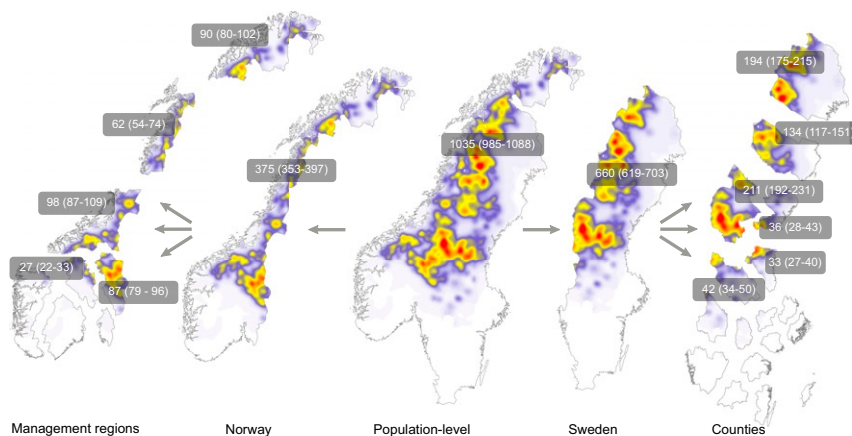 90 (80-102)
194 (175-215)
62 (54-74)
134 (117-151)
1035 (985-1088)
375 (353-397)
660 (619-703)
211 (192-231)
98 (87-109)
36 (28-43)
27 (22-33)
33 (27-40)
87 (79 - 96)
42 (34-50)
Management regions
Norway
Population-level
Sweden
Counties